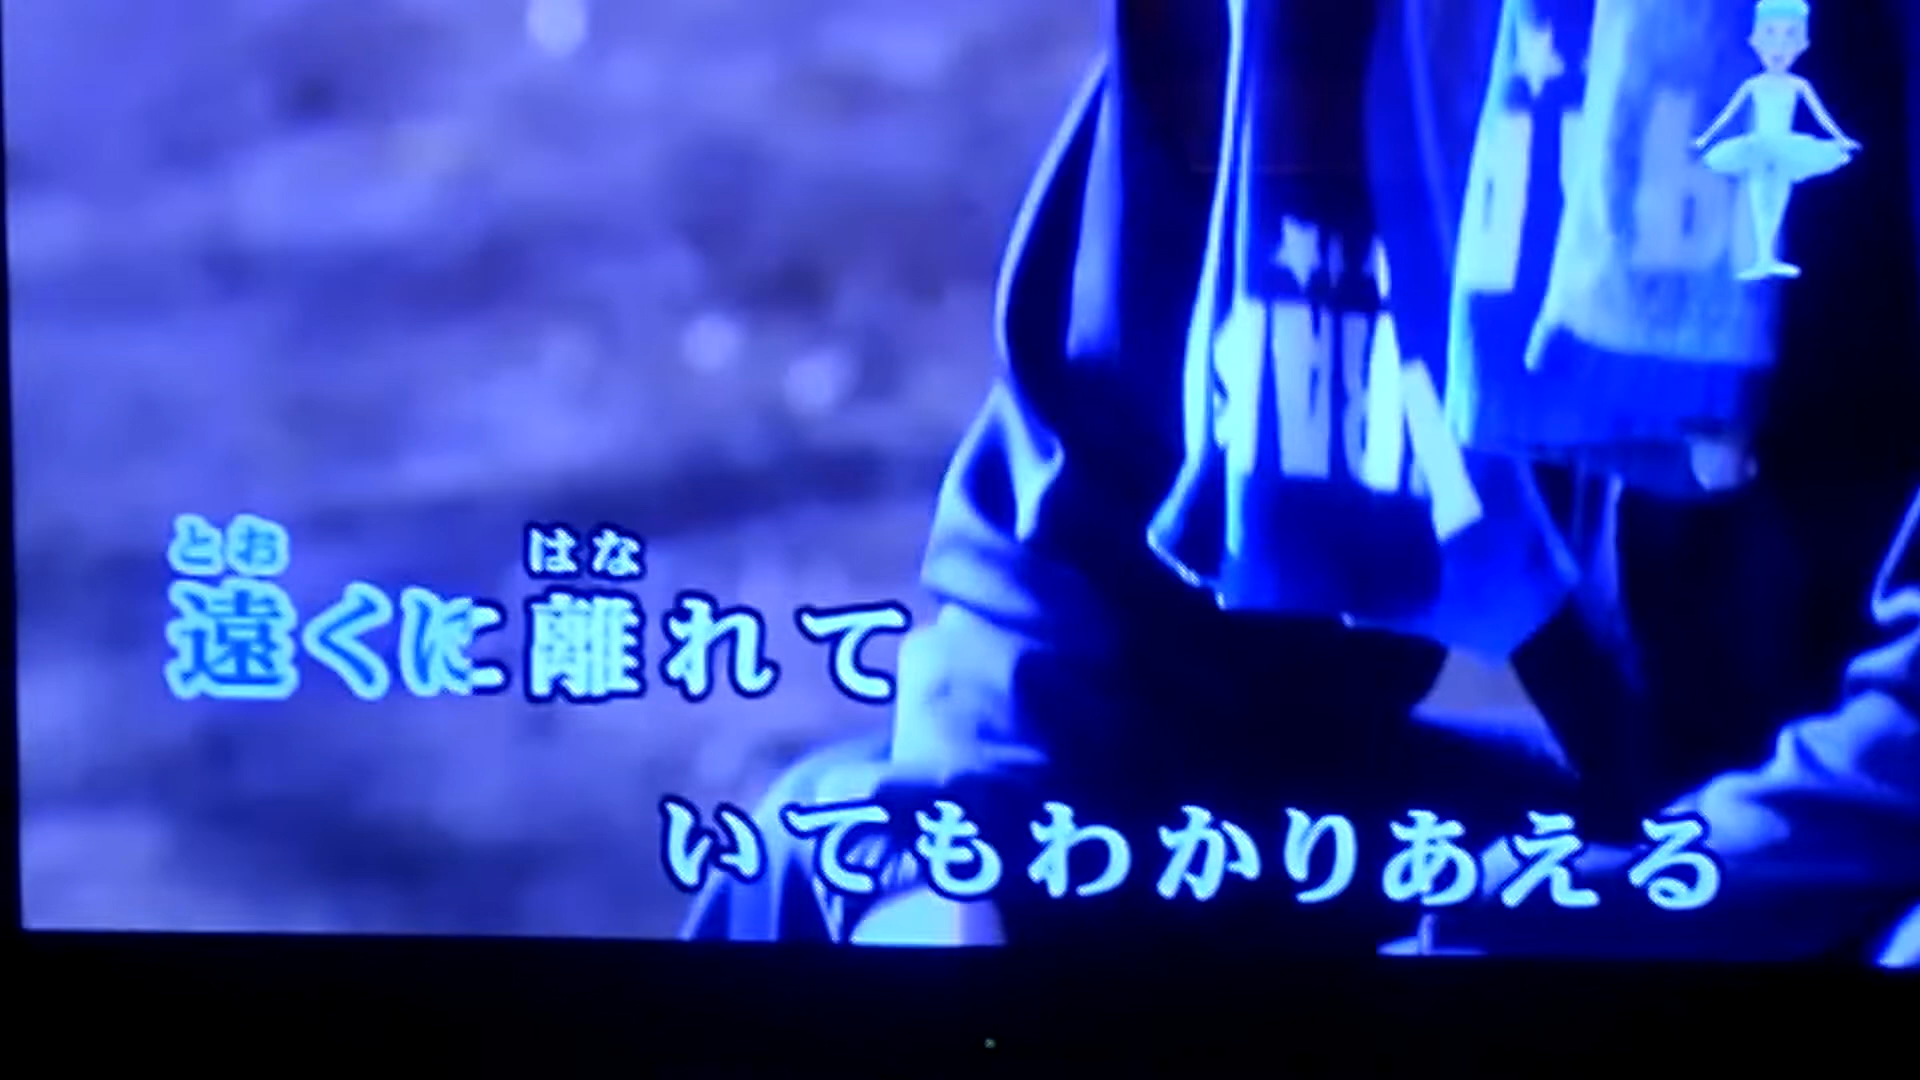 とお はな
遠くに離れて
いてもわかりあえる